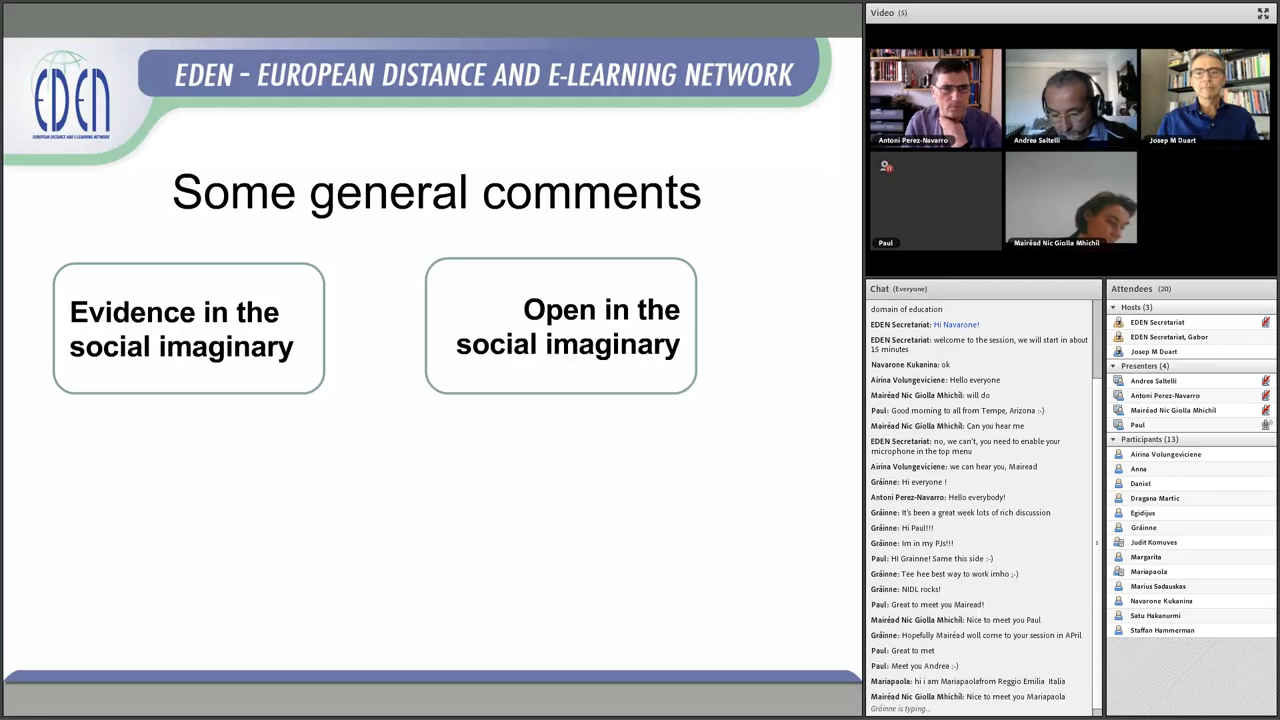 EDEN
EUROPEAN DISTANCE AND E-LEARNING NETWORK
EDEN – EUROPEAN DISTANCE AND E-LEARNING NETWORK
Some general comments
Evidence in the
social imaginary
Open in the
social imaginary
Video (5)
Antoni Perez-Navarro
Andrea Saltelli
Josep M Duart
Paul
Mairéad Nic Giolla Mhichíl
Chat (Everyone)
domain of education
EDEN Secretariat: Hi Navarone!
EDEN Secretariat: welcome to the session, we will start in about
15 minutes
Navarone Kukanina: ok
Airina Volungeviciene: Hello everyone
Mairéad Nic Giolla Mhichíl: will do
Paul: Good morning to all from Tempe, Arizona :-)
Mairéad Nic Giolla Mhichíl: Can you hear me
EDEN Secretariat: no, we can't, you need to enable your
microphone in the top menu
Airina Volungeviciene: we can hear you, Mairead
Gráinne: Hi everyone !
Antoni Perez-Navarro: Hello everybody!
Gráinne: It's been a great week lots of rich discussion
Gráinne: Hi Paul!!!
Gráinne: Im in my PJs!!!
Paul: HI Grainne! Same this side :-)
Gráinne: Tee hee best way to work imho ;-)
Gráinne: NIDL rocks!
Paul: Great to meet you Mairead!
Mairéad Nic Giolla Mhichíl: Nice to meet you Paul
Gráinne: Hopefully Mairéad woll come to your session in APril
Paul: Great to met
Paul: Meet you Andrea ;-)
Mariapaola: hi i am Mariapaolafrom Reggio Emilia Italia
Mairéad Nic Giolla Mhichíl: Nice to meet you Mariapaola
Gráinne is typing...
Attendees (20)
Hosts (3)
EDEN Secretariat
EDEN Secretariat, Gabor
Josep M Duart
Presenters (4)
Andrea Saltelli
Antoni Perez-Navarro
Mairéad Nic Giolla Mhichíl
Paul
Participants (13)
Airina Volungeviciene
Anna
Daniel
Dragana Martic
Egidijus
Gráinne
Judit Komuves
Margarita
Mariapaola
Marius Sadauskas
Navarone Kukanina
Satu Hakanurmi
Staffan Hammerman